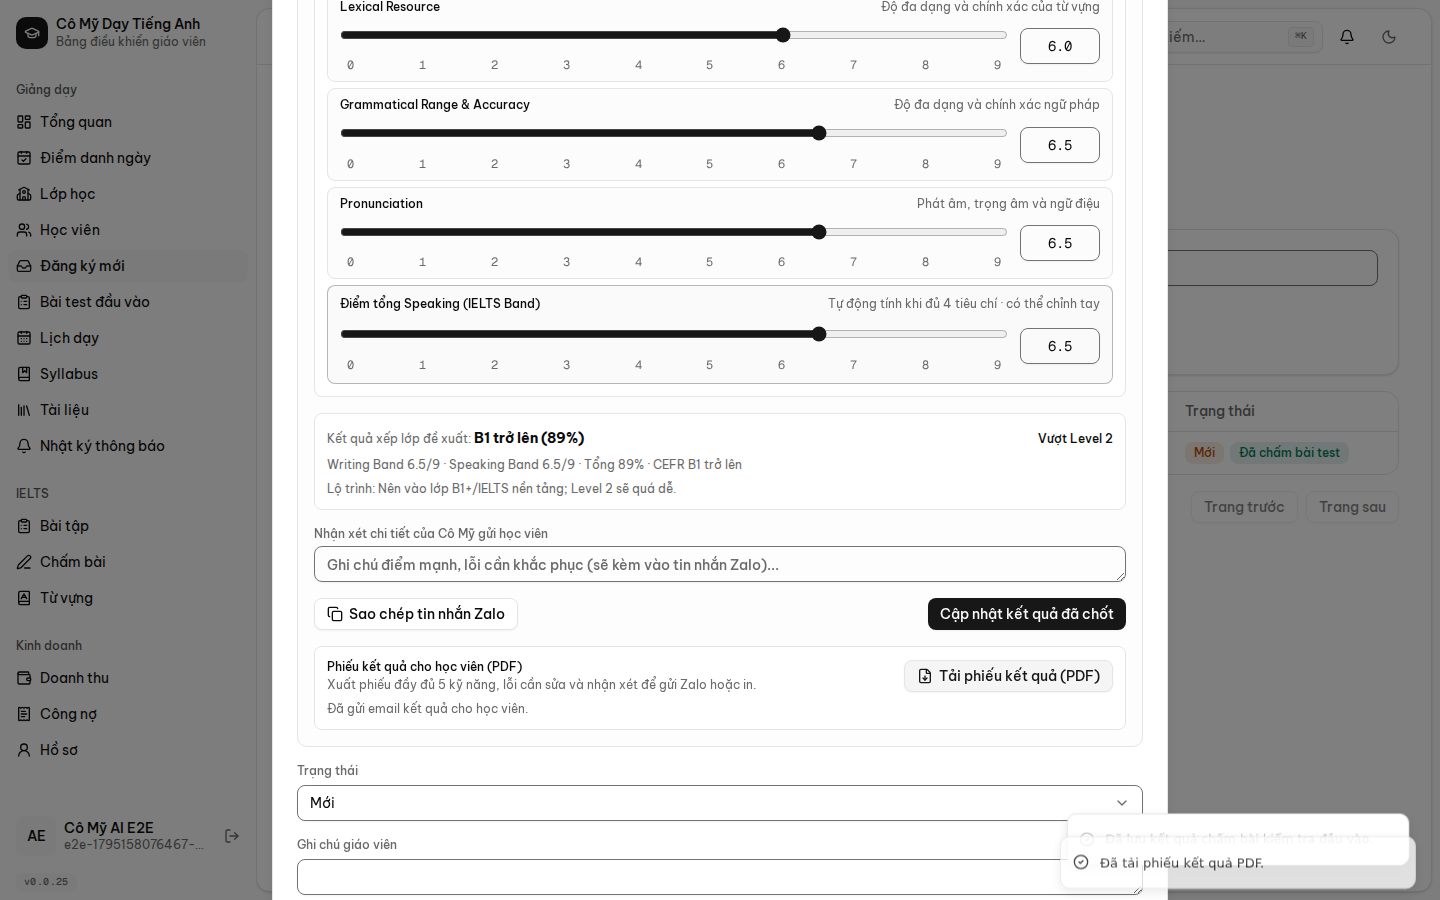 Cô Mỹ Dạy Tiếng Anh
Bảng điều khiển giáo viên
Giảng dạy
Tổng quan
Điểm danh ngày
Lớp học
Học viên
Đăng ký mới
Bài test đầu vào
Lịch dạy
Syllabus
Tài liệu
Nhật ký thông báo
IELTS
Bài tập
Chấm bài
Từ vựng
Kinh doanh
Doanh thu
Công nợ
Hồ sơ
AE
Cô Mỹ AI E2E
e2e-1795158076467-...
v0.0.25
Lexical Resource
Độ đa dạng và chính xác của từ vựng
6.0
0 1 2 3 4 5 6 7 8 9
Grammatical Range & Accuracy
Độ đa dạng và chính xác ngữ pháp
6.5
0 1 2 3 4 5 6 7 8 9
Pronunciation
Phát âm, trọng âm và ngữ điệu
6.5
0 1 2 3 4 5 6 7 8 9
Điểm tổng Speaking (IELTS Band)
Tự động tính khi đủ 4 tiêu chí · có thể chỉnh tay
6.5
0 1 2 3 4 5 6 7 8 9
Kết quả xếp lớp đề xuất: B1 trở lên (89%)
Vượt Level 2
Writing Band 6.5/9 · Speaking Band 6.5/9 · Tổng 89% · CEFR B1 trở lên
Lộ trình: Nên vào lớp B1+/IELTS nền tảng; Level 2 sẽ quá dễ.
Nhận xét chi tiết của Cô Mỹ gửi học viên
Ghi chú điểm mạnh, lỗi cần khắc phục (sẽ kèm vào tin nhắn Zalo)...
Sao chép tin nhắn Zalo
Cập nhật kết quả đã chốt
Phiếu kết quả cho học viên (PDF)
Xuất phiếu đầy đủ 5 kỹ năng, lỗi cần sửa và nhận xét để gửi Zalo hoặc in.
Đã gửi email kết quả cho học viên.
Tải phiếu kết quả (PDF)
Trạng thái
Mới
Ghi chú giáo viên
iếm...
⌘K
Trạng thái
Mới
Đã chấm bài test
Trang trước
Trang sau
Đã lưu kết quả chấm bài kiểm tra đầu vào.
Đã tải phiếu kết quả PDF.